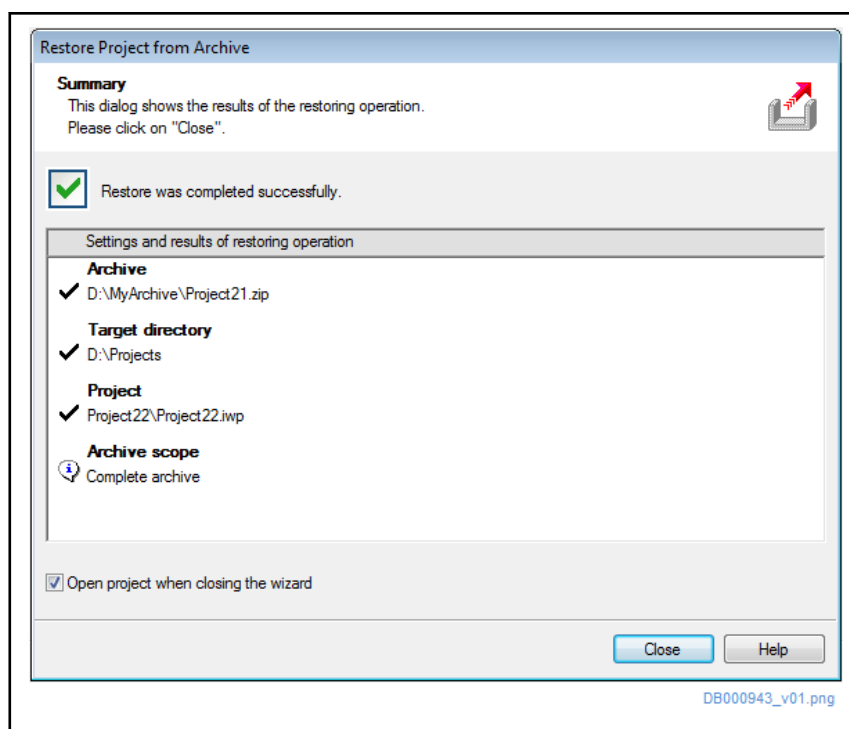 Restore Project from Archive
Summary
This dialog shows the results of the restoring operation.
Please click on "Close".
Restore was completed successfully.
Settings and results of restoring operation
Archive
D:\MyArchive\Project21.zip
Target directory
D:\Projects
Project
Project22\Project22.iwp
Archive scope
Complete archive
Open project when closing the wizard
Close Help
DB000943_v01.png